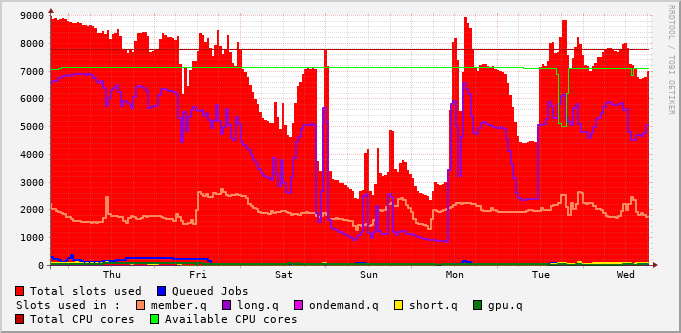 9000
8000
7000
6000
5000
4000
3000
2000
1000
0
Thu Fri Sat Sun Mon Tue Wed
RRDTOOL / TOBI OETIKER
Total slots used Queued Jobs
Slots used in : member.q long.q ondemand.q short.q gpu.q
Total CPU cores Available CPU cores